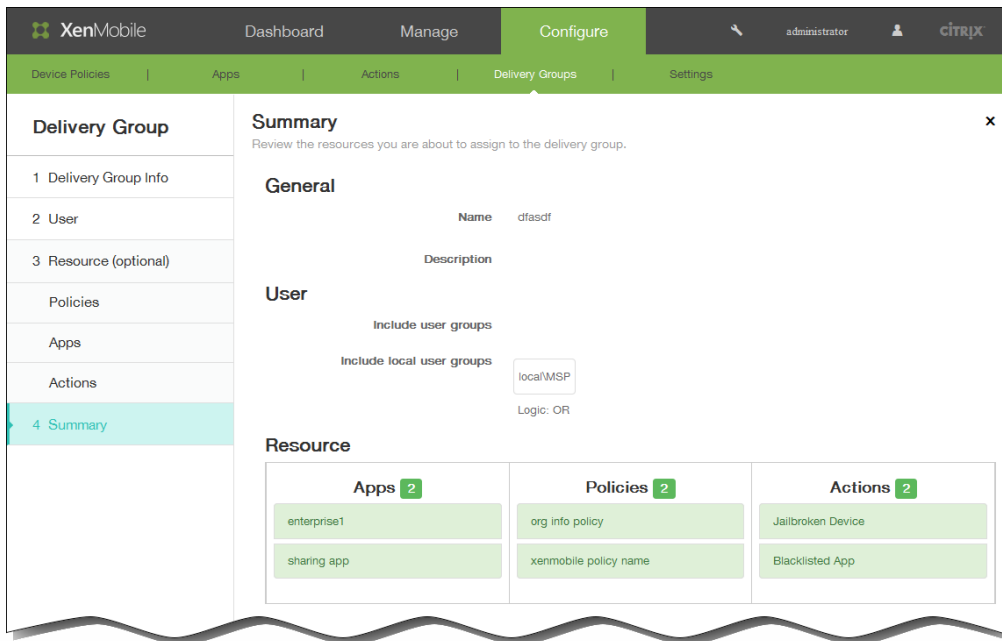 XenMobile Dashboard Manage Configure administrator CİTRIX
Device Policies | Apps | Actions | Delivery Groups | Settings
Delivery Group
1 Delivery Group Info
2 User
3 Resource (optional)
Policies
Apps
Actions
4 Summary
Summary
Review the resources you are about to assign to the delivery group.
General
Name dfasdf
Description
User
Include user groups
Include local user groups local\MSP
Logic: OR
Resource
Apps 2 Policies 2 Actions 2
enterprise1 org info policy Jailbroken Device
sharing app xenmobile policy name Blacklisted App